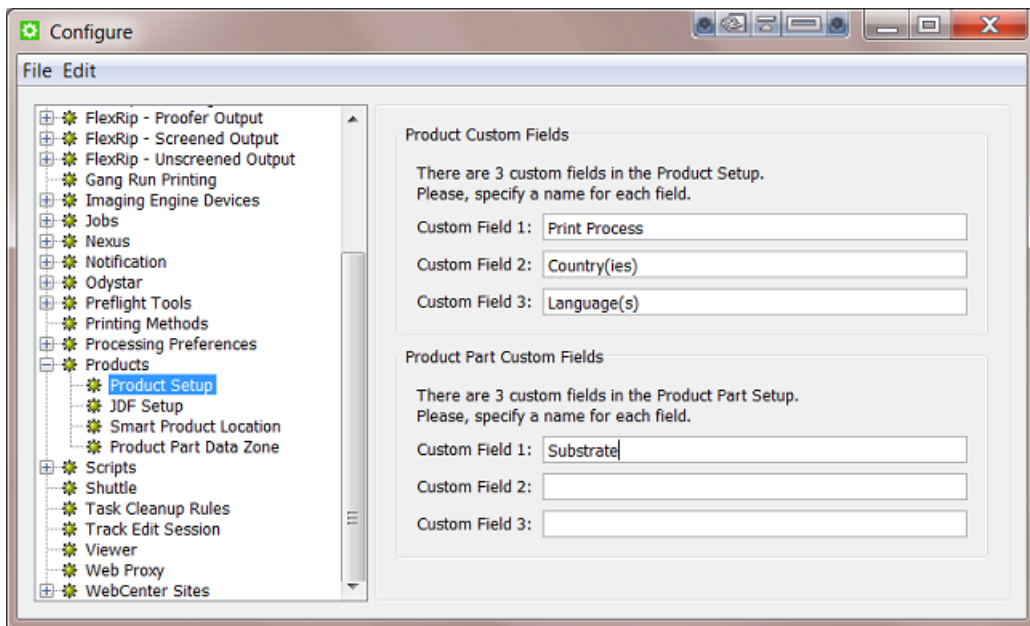 Configure
File Edit
FlexRip - Proofer Output
FlexRip - Screened Output
FlexRip - Unscreened Output
Gang Run Printing
Imaging Engine Devices
Jobs
Nexus
Notification
Odystar
Preflight Tools
Printing Methods
Processing Preferences
Products
Product Setup
JDF Setup
Smart Product Location
Product Part Data Zone
Scripts
Shuttle
Task Cleanup Rules
Track Edit Session
Viewer
Web Proxy
WebCenter Sites
Product Custom Fields
There are 3 custom fields in the Product Setup.
Please, specify a name for each field.
Custom Field 1: Print Process
Custom Field 2: Country(ies)
Custom Field 3: Language(s)
Product Part Custom Fields
There are 3 custom fields in the Product Part Setup.
Please, specify a name for each field.
Custom Field 1: Substrate
Custom Field 2:
Custom Field 3: